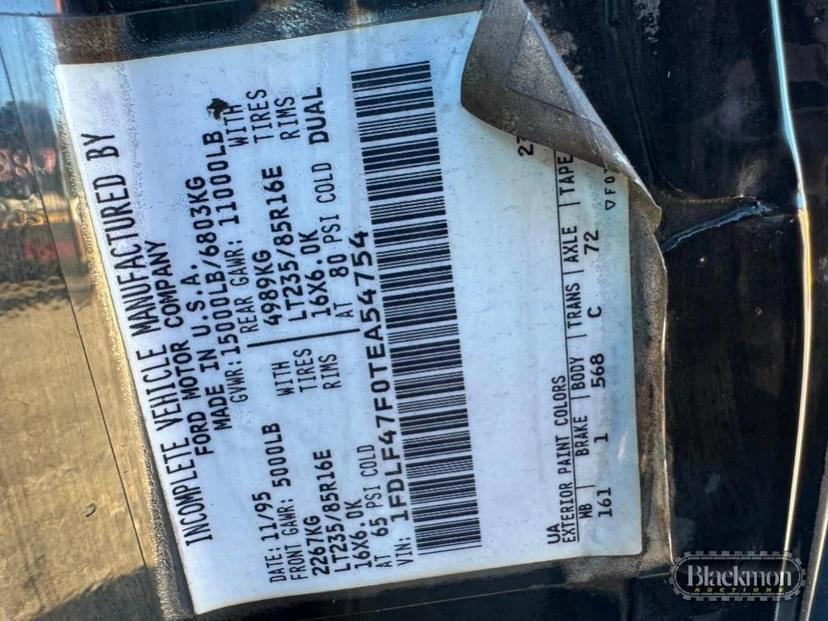 INCOMPLETE VEHICLE MANUFACTURED BY
FORD MOTOR COMPANY
MADE IN U.S.A.
GVWR:15000LB/6803KG
DATE: 11/95
FRONT GAWR: 5000LB
2267KG WITH
LT235/85R16E TIRES
16X6.0K RIMS
AT 65 PSI COLD
REAR GAWR: 11000LB
4989KG WITH
LT235/85R16E TIRES
16X6.0K RIMS
AT 80 PSI COLD DUAL
VIN: 1FDLF47F0TEA54754
UA
EXTERIOR PAINT COLORS
WB BRAKE BODY TRANS AXLE TAPE
161 1 568 C 72
Blackmon
AUCTIONS